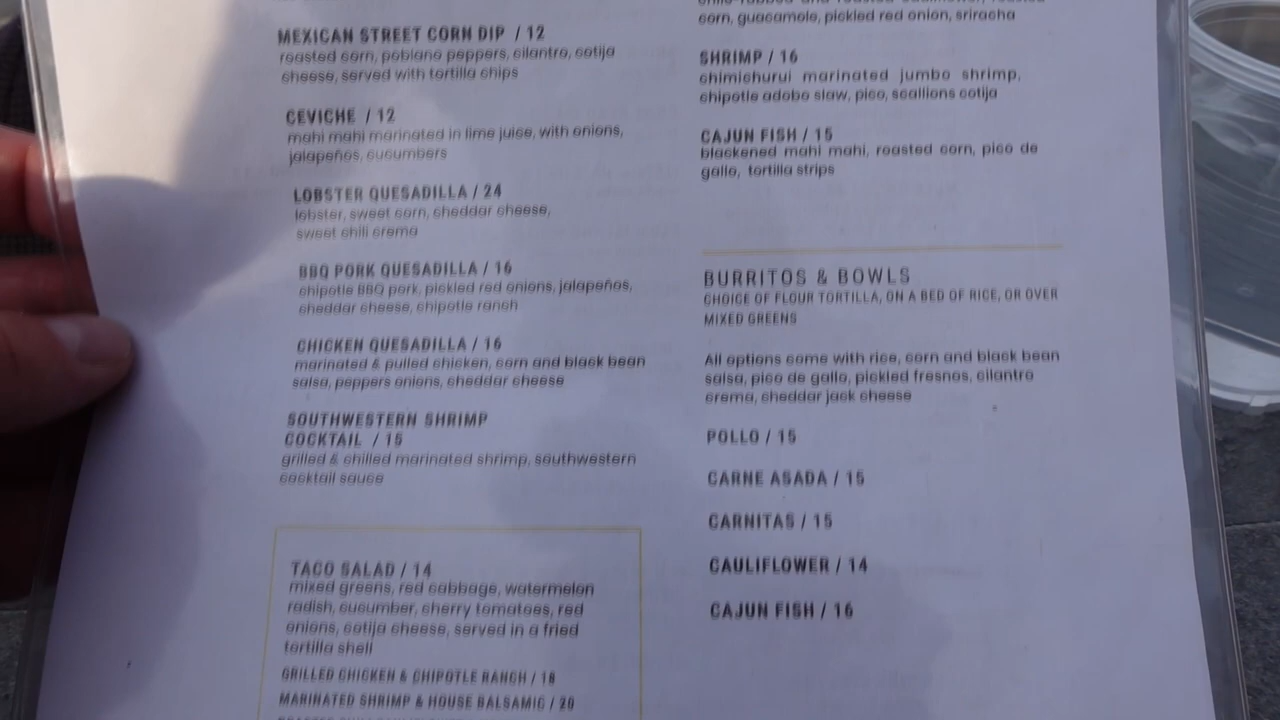 MEXICAN STREET CORN DIP / 12
roasted corn, poblano peppers, cilantro, cotija
cheese, served with tortilla chips
CEVICHE / 12
mahi mahi marinated in lime juice, with onions,
jalapeños, cucumbers
LOBSTER QUESADILLA / 24
lobster, sweet corn, cheddar cheese,
sweet chili crema
BBQ PORK QUESADILLA / 16
chipotle BBQ pork, pickled red onions, jalapeños,
cheddar cheese, chipotle ranch
CHICKEN QUESADILLA / 16
marinated & pulled chicken, corn and black bean
salsa, peppers onions, cheddar cheese
SOUTHWESTERN SHRIMP
COCKTAIL / 15
grilled & chilled marinated shrimp, southwestern
cocktail sauce
TACO SALAD / 14
mixed greens, red cabbage, watermelon
radish, cucumber, cherry tomatoes, red
onions, cotija cheese, served in a fried
tortilla shell
GRILLED CHICKEN & CHIPOTLE RANCH / 18
MARINATED SHRIMP & HOUSE BALSAMIC / 20
corn, guacamole, pickled red onion, sriracha
SHRIMP / 16
chimichurui marinated jumbo shrimp,
chipotle adobo slaw, pico, scallions cotija
CAJUN FISH / 15
blackened mahi mahi, roasted corn, pico de
gallo, tortilla strips
BURRITOS & BOWLS
CHOICE OF FLOUR TORTILLA, ON A BED OF RICE, OR OVER
MIXED GREENS
All options come with rice, corn and black bean
salsa, pico de gallo, pickled fresnos, cilantro
crema, cheddar jack cheese
POLLO / 15
CARNE ASADA / 15
CARNITAS / 15
CAULIFLOWER / 14
CAJUN FISH / 16